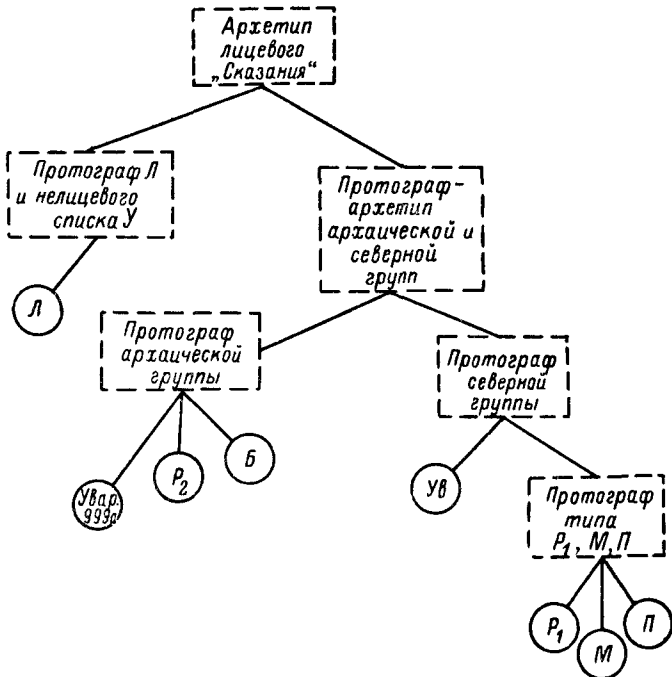 Архетип
лицевого
„Сказания“
Протограф Л
и нелицевого
списка У
Протограф-
архетип
архаической и
северной
групп
Л
Протограф
архаической
группы
Протограф
северной
группы
Увар.
999а
Р₂
Б
Ув
Протограф
типа
Р₁, М, П
Р₁
М
П